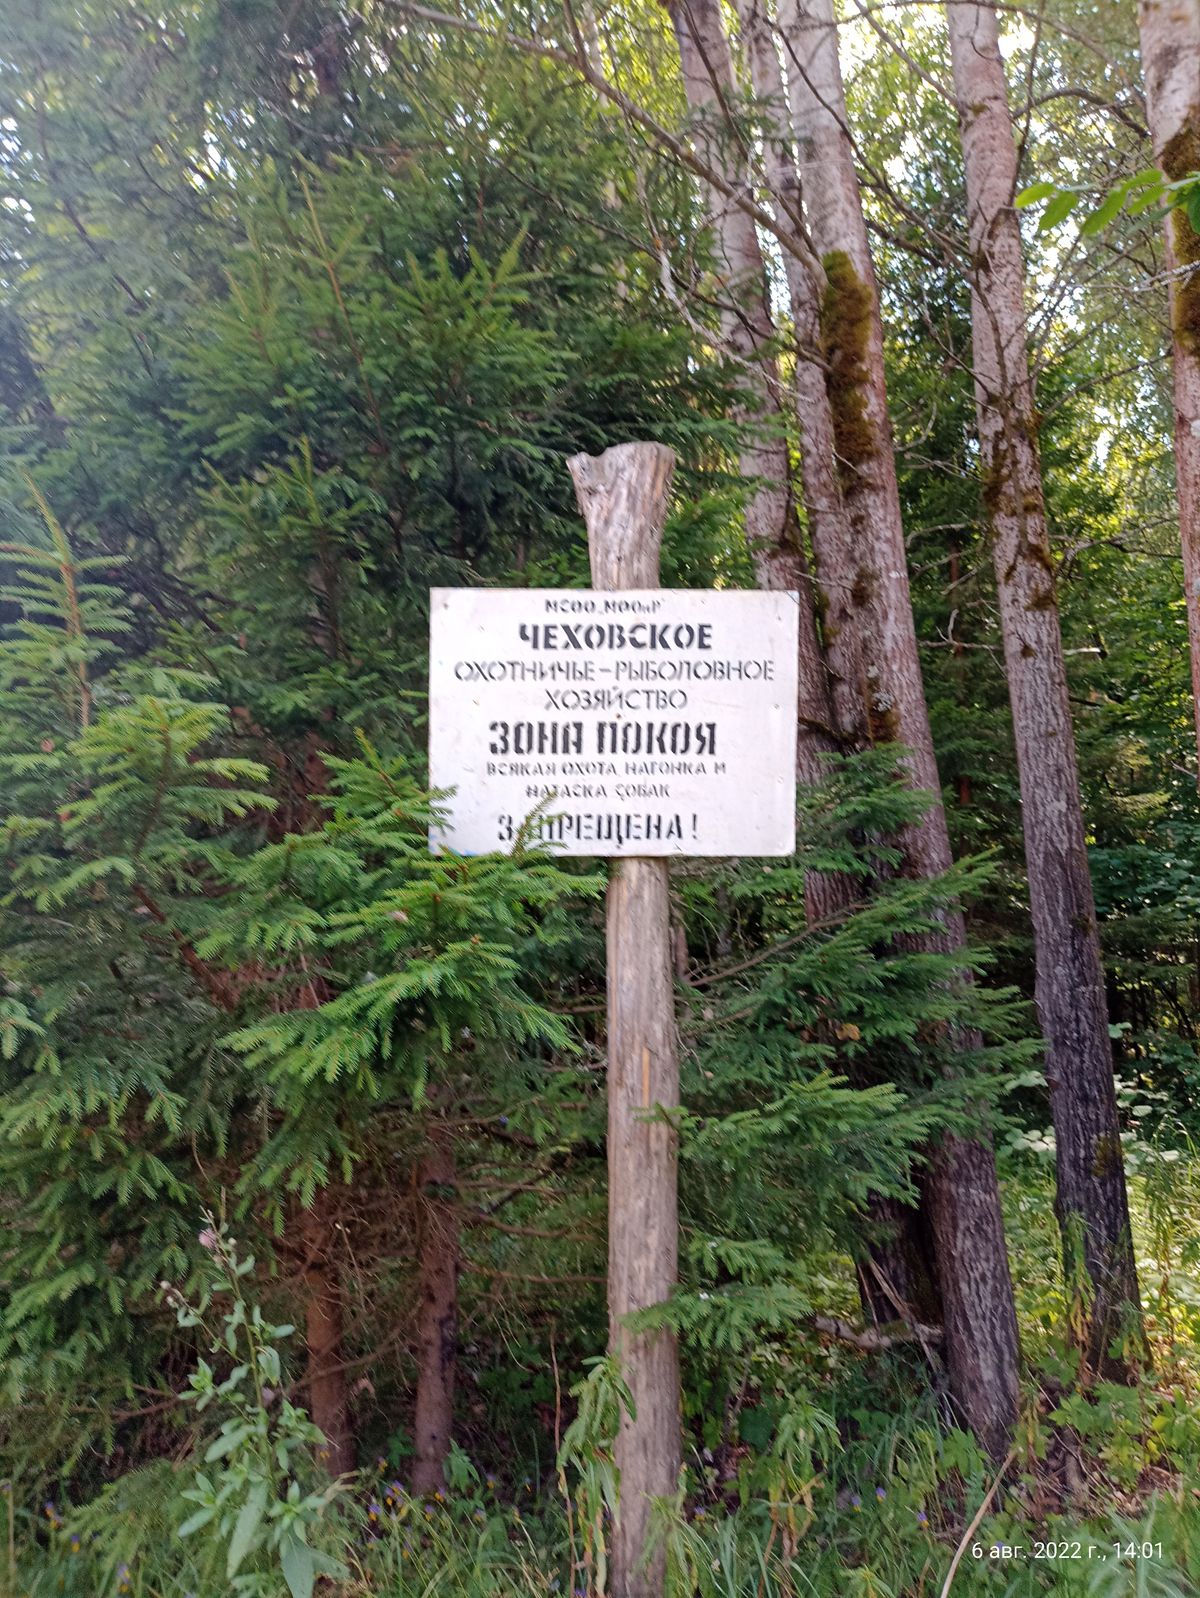 МСОО „МООиР"
ЧЕХОВСКОЕ
ОХОТНИЧЬЕ-РЫБОЛОВНОЕ
ХОЗЯЙСТВО
ЗОНА ПОКОЯ
ВСЯКАЯ ОХОТА НАГОНКА И
НАТАСКА СОБАК
ЗАПРЕЩЕНА!
6 авг. 2022 г., 14:01